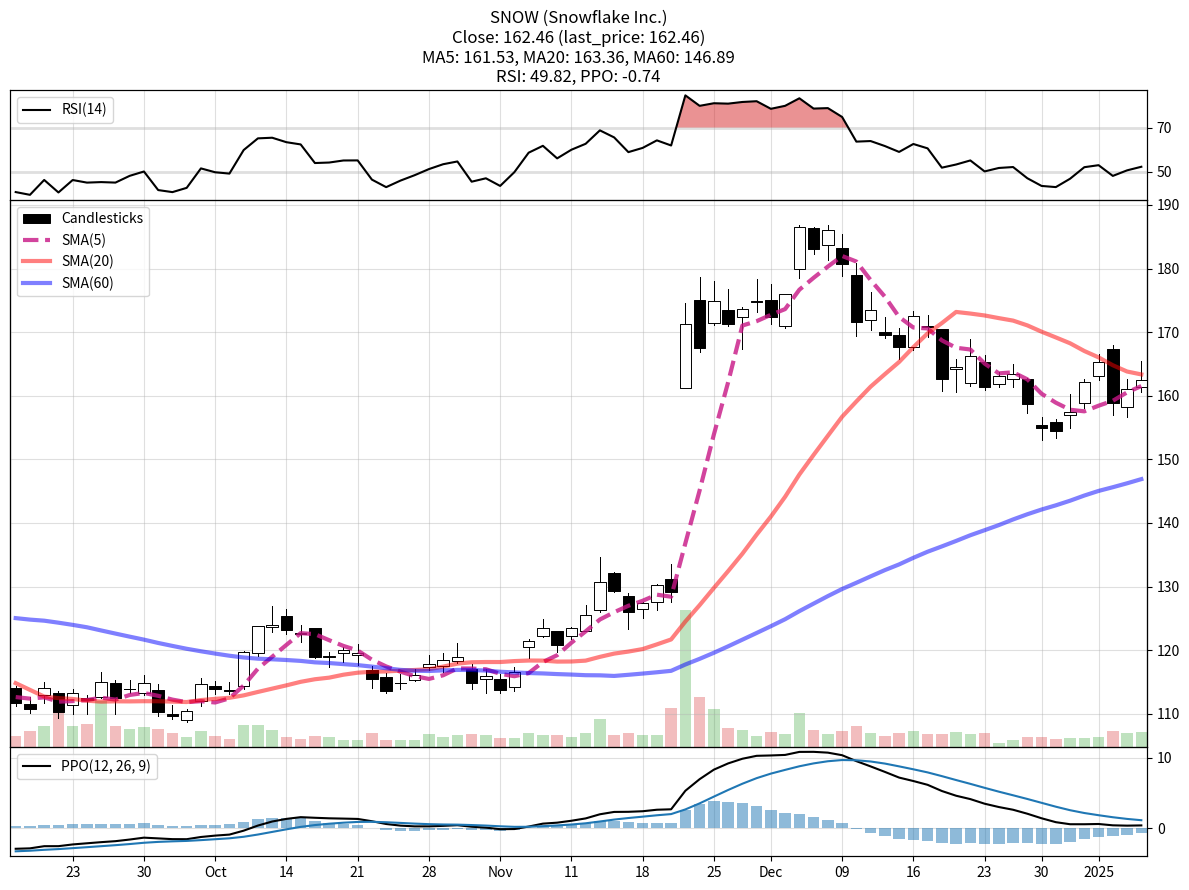 SNOW (Snowflake Inc.)
Close: 162.46 (last_price: 162.46)
MA5: 161.53, MA20: 163.36, MA60: 146.89
RSI: 49.82, PPO: -0.74
RSI(14)
70
50
Candlesticks
SMA(5)
SMA(20)
SMA(60)
190
180
170
160
150
140
130
120
110
PPO(12, 26, 9)
10
0
23 30 Oct 14 21 28 Nov 11 18 25 Dec 09 16 23 30 2025